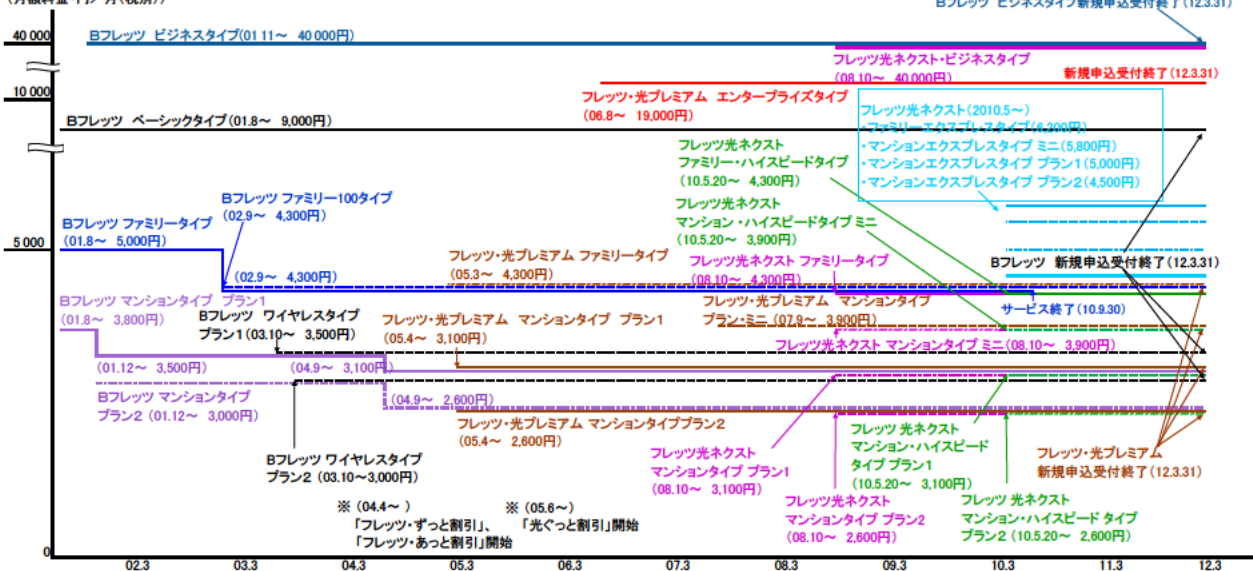 (月額料金・円/月(税別))
Bフレッツ ビジネスタイプ新規申込受付終了(12.3.31)
40 000
Bフレッツ ビジネスタイプ(01 11～ 40 000円)
フレッツ光ネクスト・ビジネスタイプ
(08.10～ 40,000円)
新規申込受付終了(12.3.31)
10 000
フレッツ・光プレミアム エンタープライズタイプ
(06.8～ 19,000円)
Bフレッツ ベーシックタイプ(01.8～ 9,000円)
フレッツ光ネクスト(2010.5～)
・ファミリーエクスプレスタイプ(6,200円)
・マンションエクスプレスタイプ ミニ(5,800円)
・マンションエクスプレスタイプ プラン1(5,000円)
・マンションエクスプレスタイプ プラン2(4,500円)
フレッツ光ネクスト
ファミリー・ハイスピードタイプ
(10.5.20～ 4,300円)
フレッツ光ネクスト
マンション・ハイスピードタイプ ミニ
(10.5.20～ 3,900円)
Bフレッツ ファミリー100タイプ
(02.9～ 4,300円)
Bフレッツ ファミリータイプ
(01.8～ 5,000円)
5 000
(02.9～ 4,300円)
フレッツ・光プレミアム ファミリータイプ
(05.3～ 4,300円)
フレッツ光ネクスト ファミリータイプ
(08.10～ 4,300円)
Bフレッツ 新規申込受付終了(12.3.31)
サービス終了(10.9.30)
Bフレッツ マンションタイプ プラン1
(01.8～ 3,800円)
Bフレッツ ワイヤレスタイプ
プラン1(03.10～ 3,500円)
フレッツ・光プレミアム マンションタイプ プラン1
(05.4～ 3,100円)
フレッツ・光プレミアム マンションタイプ
プラン・ミニ(07.9～ 3,900円)
フレッツ光ネクスト マンションタイプ ミニ(08.10～ 3,900円)
(01.12～ 3,500円)
(04.9～ 3,100円)
Bフレッツ マンションタイプ
プラン2(01.12～ 3,000円)
(04.9～ 2,600円)
フレッツ・光プレミアム マンションタイププラン2
(05.4～ 2,600円)
Bフレッツ ワイヤレスタイプ
プラン2(03.10～3,000円)
フレッツ光ネクスト
マンションタイプ プラン1
(08.10～ 3,100円)
フレッツ 光ネクスト
マンション・ハイスピード
タイプ プラン1
(10.5.20～ 3,100円)
フレッツ・光プレミアム
新規申込受付終了(12.3.31)
フレッツ光ネクスト
マンションタイプ プラン2
(08.10～ 2,600円)
フレッツ 光ネクスト
マンション・ハイスピード タイプ
プラン2(10.5.20～ 2,600円)
※(04.4～ )
「フレッツ・ずっと割引」、
「フレッツ・あっと割引」開始
※(05.6～)
「光ぐっと割引」開始
0
02.3 03.3 04.3 05.3 06.3 07.3 08.3 09.3 10.3 11.3 12.3